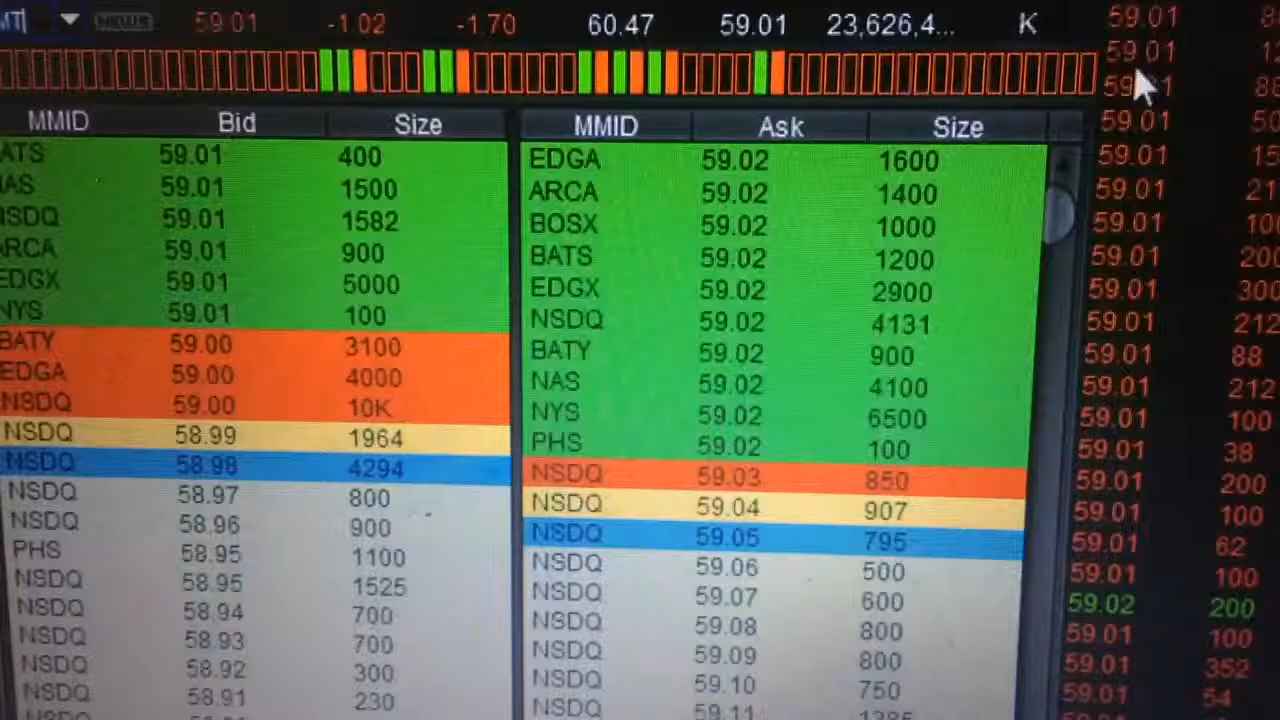 MT NEWS 59.01 -1.02 -1.70 60.47 59.01 23,626,4... K
MMID Bid Size
ATS 59.01 400
NAS 59.01 1500
NSDQ 59.01 1582
ARCA 59.01 900
EDGX 59.01 5000
NYS 59.01 100
BATY 59.00 3100
EDGA 59.00 4000
NSDQ 59.00 10K
NSDQ 58.99 1964
NSDQ 58.98 4294
NSDQ 58.97 800
NSDQ 58.96 900
PHS 58.95 1100
NSDQ 58.95 1525
NSDQ 58.94 700
NSDQ 58.93 700
NSDQ 58.92 300
NSDQ 58.91 230
MMID Ask Size
EDGA 59.02 1600
ARCA 59.02 1400
BOSX 59.02 1000
BATS 59.02 1200
EDGX 59.02 2900
NSDQ 59.02 4131
BATY 59.02 900
NAS 59.02 4100
NYS 59.02 6500
PHS 59.02 100
NSDQ 59.03 850
NSDQ 59.04 907
NSDQ 59.05 795
NSDQ 59.06 500
NSDQ 59.07 600
NSDQ 59.08 800
NSDQ 59.09 800
NSDQ 59.10 750
NSDQ 59.11 1385
59.01
59.01
59.01
59.01
59.01
59.01
59.01
59.01
59.01
59.01 212
59.01 88
59.01 212
59.01 100
59.01 38
59.01 200
59.01 100
59.01 62
59.01 100
59.02 200
59.01 100
59.01 352
59.01 54